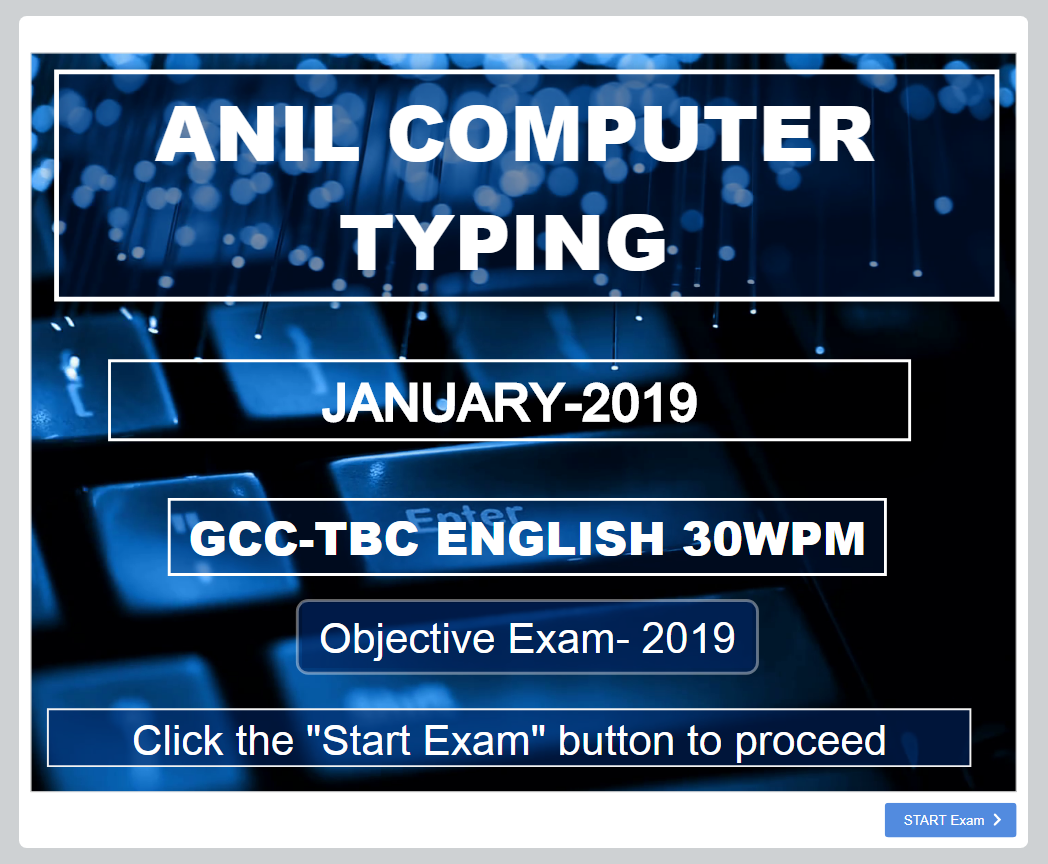 ANIL COMPUTER
TYPING
JANUARY-2019
Enter
GCC-TBC ENGLISH 30WPM
Objective Exam- 2019
Click the "Start Exam" button to proceed
START Exam